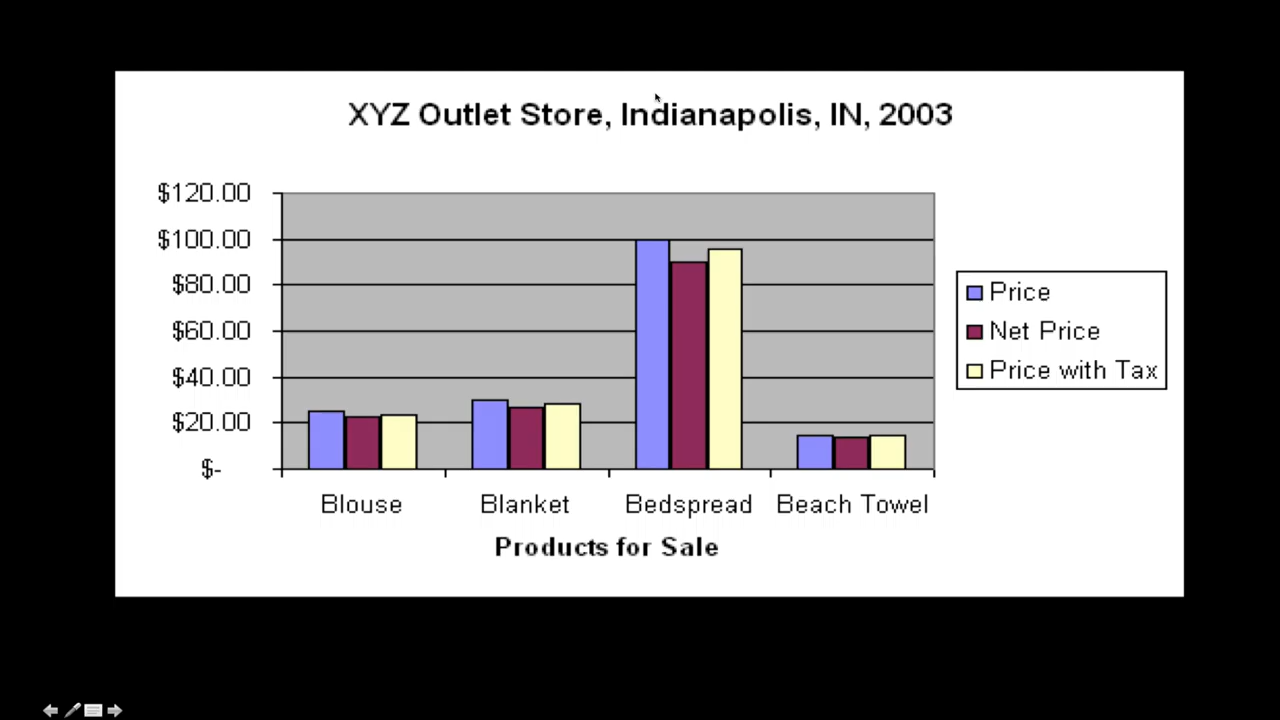 XYZ Outlet Store, Indianapolis, IN, 2003
$120.00
$100.00
$80.00
$60.00
$40.00
$20.00
$-
Blouse
Blanket
Bedspread
Beach Towel
Products for Sale
Price
Net Price
Price with Tax